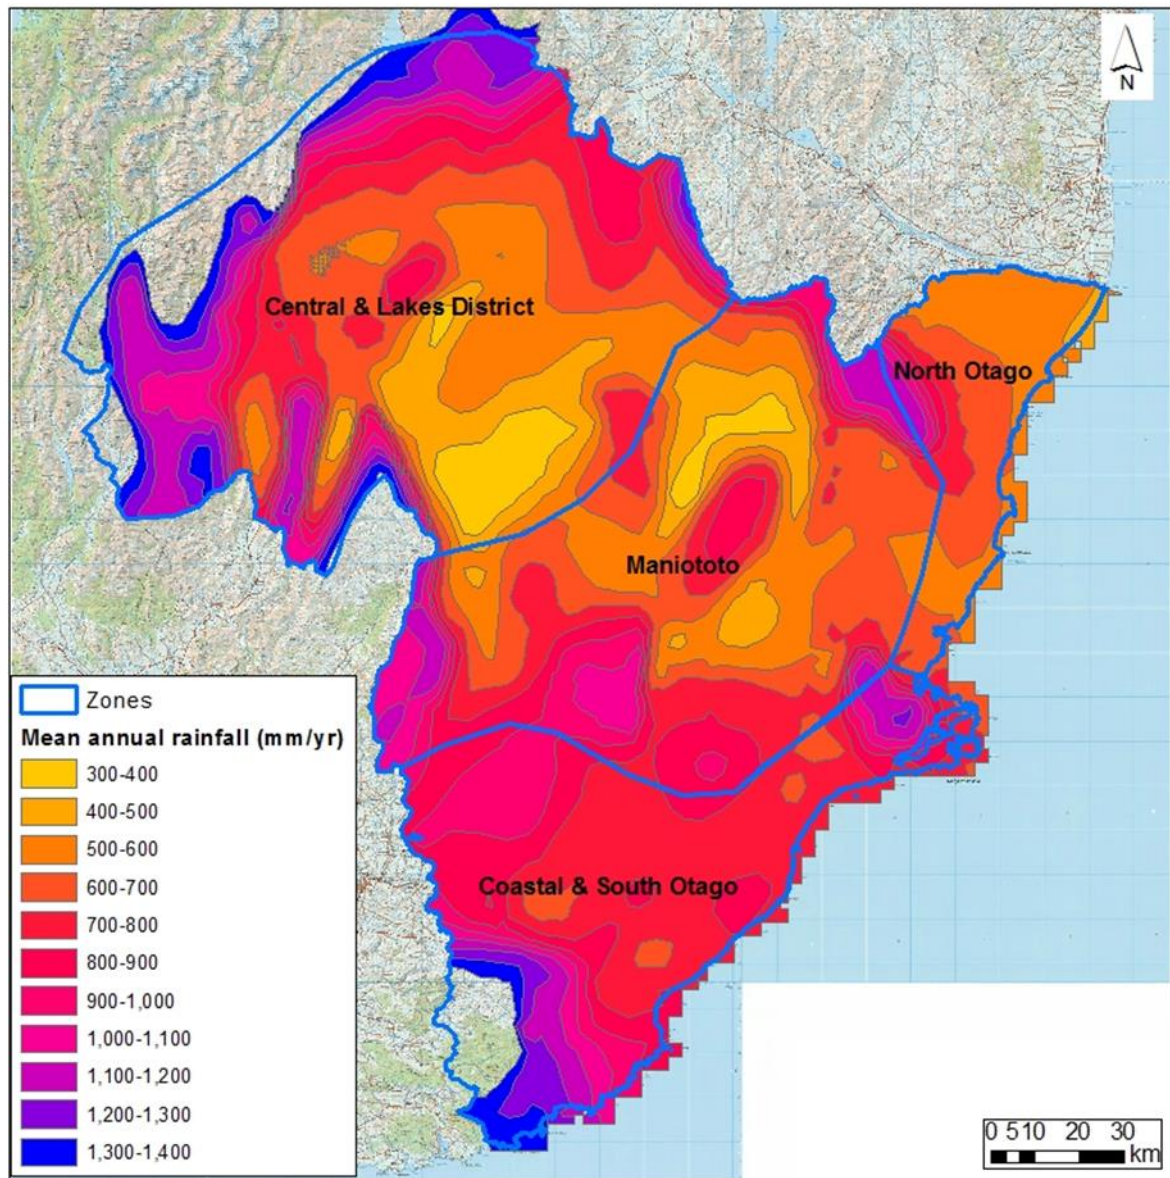 N
Central & Lakes District
North Otago
Maniototo
Coastal & South Otago
Zones
Mean annual rainfall (mm/yr)
300-400
400-500
500-600
600-700
700-800
800-900
900-1,000
1,000-1,100
1,100-1,200
1,200-1,300
1,300-1,400
0 5 10 20 30
km